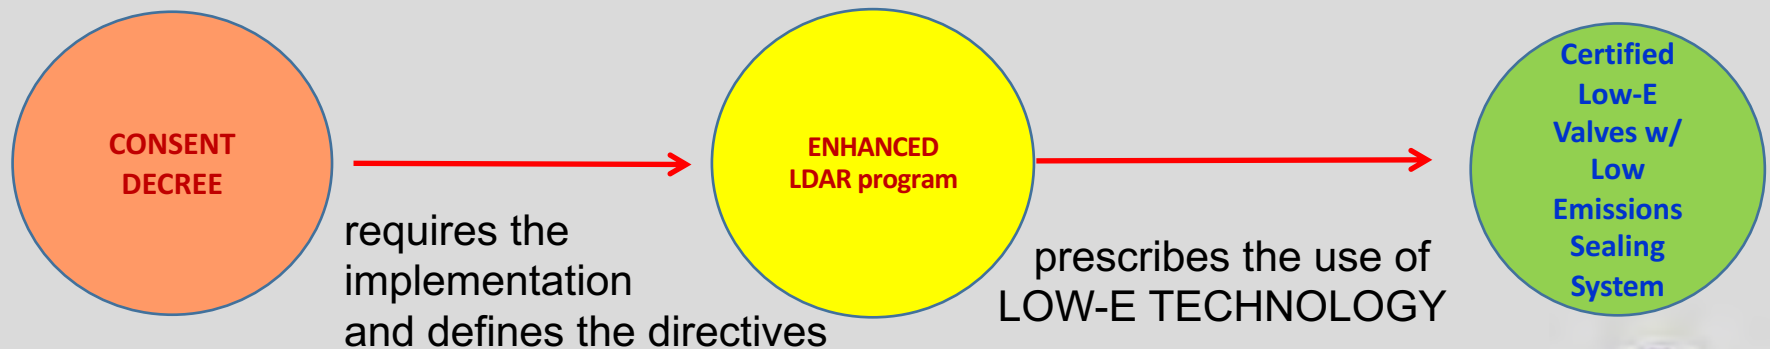 CONSENT
DECREE
requires the
implementation
and defines the directives
ENHANCED
LDAR program
prescribes the use of
LOW-E TECHNOLOGY
Certified
Low-E
Valves w/
Low
Emissions
Sealing
System